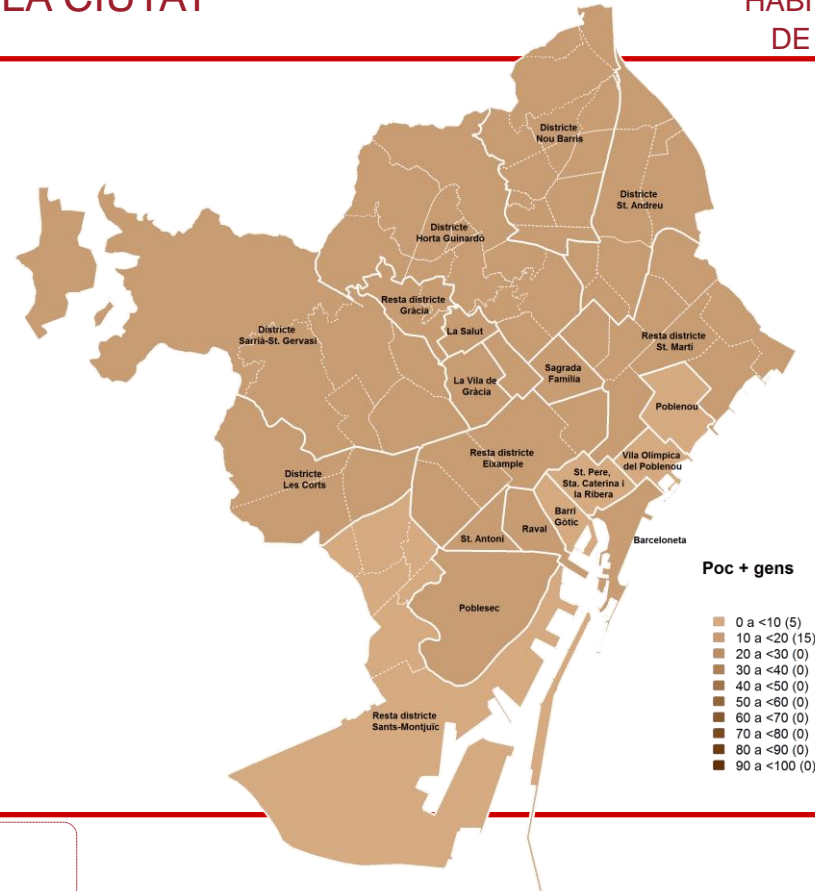 LA CIUTAT
DE
Districte
Nou Barris
Districte
St. Andreu
Districte
Horta Guinardó
Resta districte
Gràcia
La Salut
Districte
Sarrià-St. Gervasi
Resta districte
St. Martí
Sagrada
Família
La Vila de
Gràcia
Poblenou
Resta districte
Eixample
Vila Olímpica
del Poblenou
Districte
Les Corts
St. Pere,
Sta. Caterina i
la Ribera
Barri
Gòtic
Raval
St. Antoni
Barceloneta
Poblesec
Resta districte
Sants-Montjuïc
Poc + gens
0 a <10 (5)
10 a <20 (15)
20 a <30 (0)
30 a <40 (0)
40 a <50 (0)
50 a <60 (0)
60 a <70 (0)
70 a <80 (0)
80 a <90 (0)
90 a <100 (0)